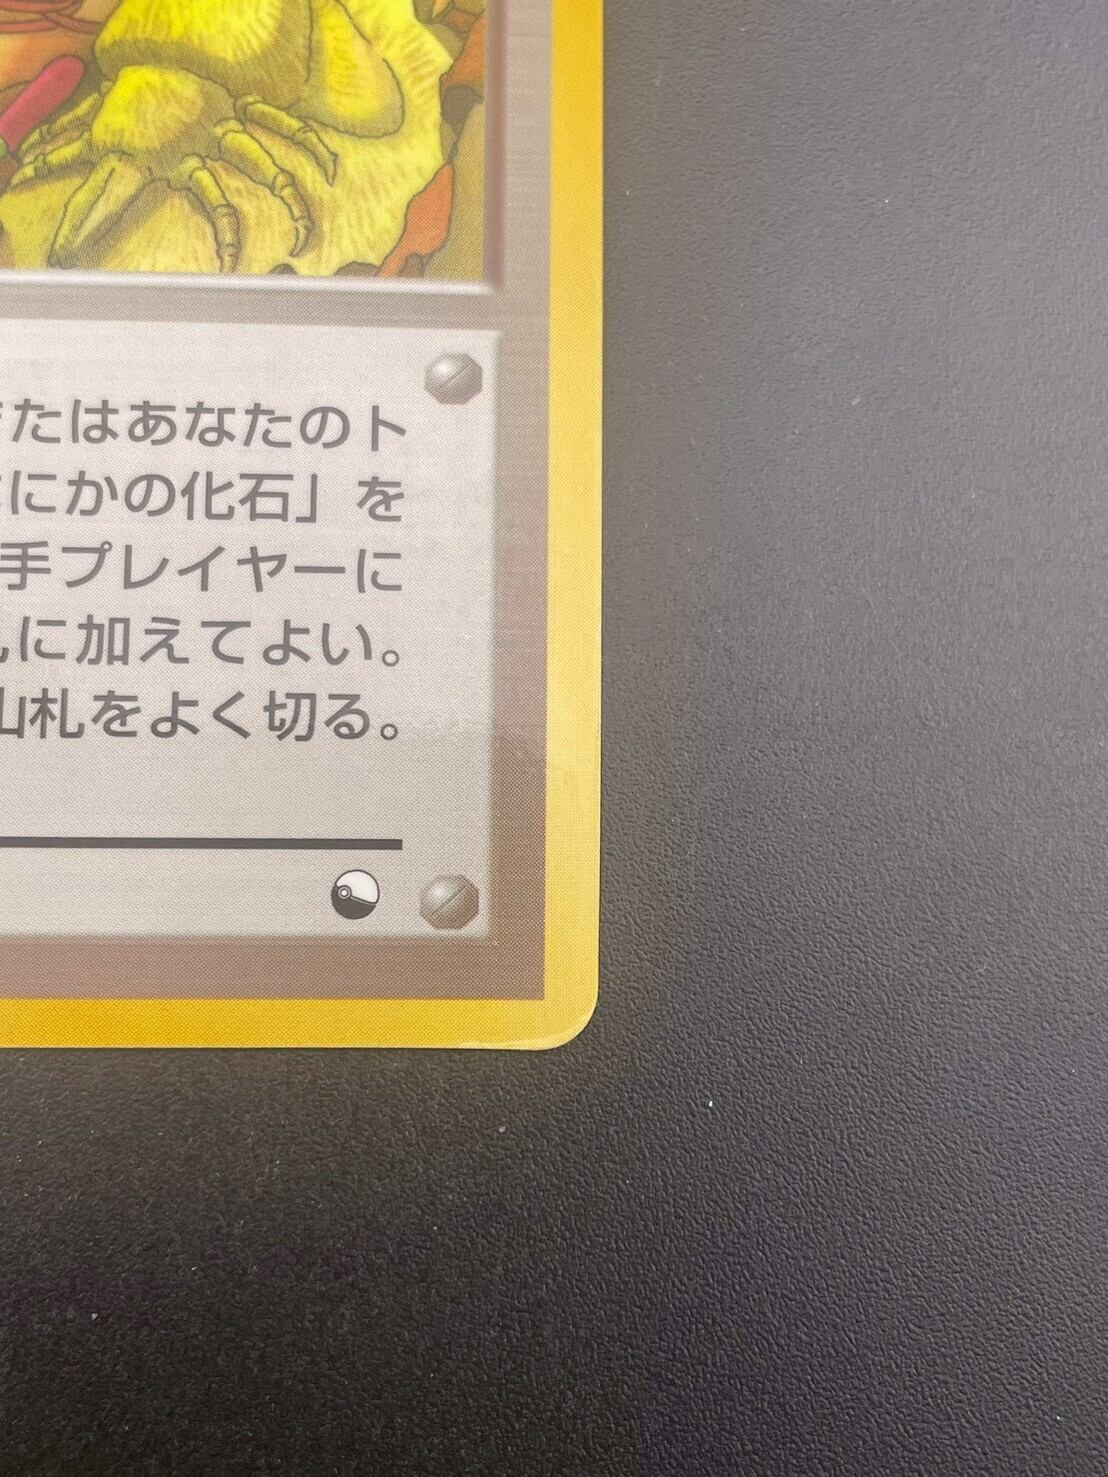 たはあなたのト
にかの化石」を
手プレイヤーに
に加えてよい。
山札をよく切る。